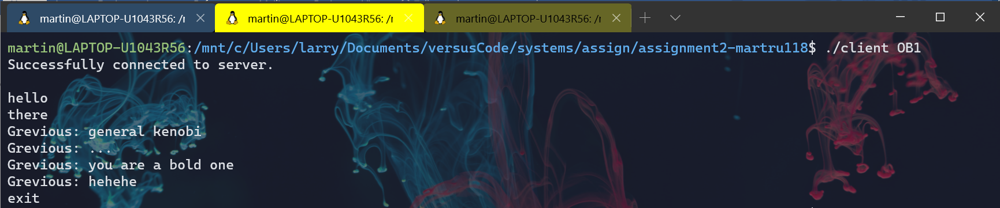 martin@LAPTOP-U1043R56: /r
martin@LAPTOP-U1043R56: /r
martin@LAPTOP-U1043R56: /r
martin@LAPTOP-U1043R56:/mnt/c/Users/larry/Documents/versusCode/systems/assign/assignment2-martru118$ ./client OB1
Successfully connected to server.
hello
there
Grevious: general kenobi
Grevious: ...
Grevious: you are a bold one
Grevious: hehehe
exit